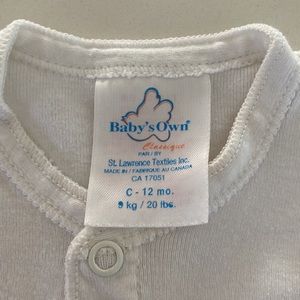 Baby's Own
Classique
PAR / BY
St. Lawrence Textiles Inc.
MADE IN / FABRIQUE AU CANADA
CA 17051
C - 12 mo.
9 kg / 20 lbs.